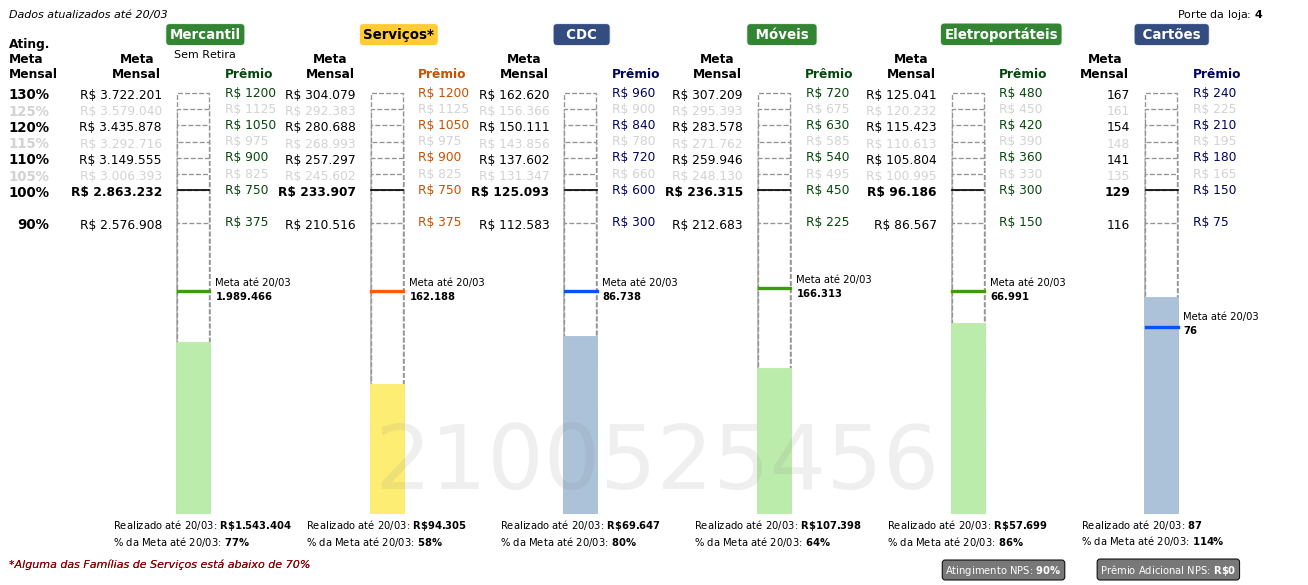 Dados atualizados até 20/03 Porte da loja: 4
Mercantil Serviços* CDC Móveis Eletroportáteis Cartões
Sem Retira
Ating. Meta Mensal Meta Mensal Prêmio Meta Mensal Prêmio Meta Mensal Prêmio Meta Mensal Prêmio Meta Mensal Prêmio Meta Mensal Prêmio
130% R$ 3.722.201 R$ 1200 R$ 304.079 R$ 1200 R$ 162.620 R$ 960 R$ 307.209 R$ 720 R$ 125.041 R$ 480 167 R$ 240
125% R$ 3.579.040 R$ 1125 R$ 292.383 R$ 1125 R$ 156.366 R$ 900 R$ 295.393 R$ 675 R$ 120.232 R$ 450 161 R$ 225
120% R$ 3.435.878 R$ 1050 R$ 280.688 R$ 1050 R$ 150.111 R$ 840 R$ 283.578 R$ 630 R$ 115.423 R$ 420 154 R$ 210
115% R$ 3.292.716 R$ 975 R$ 268.993 R$ 975 R$ 143.856 R$ 780 R$ 271.762 R$ 585 R$ 110.613 R$ 390 148 R$ 195
110% R$ 3.149.555 R$ 900 R$ 257.297 R$ 900 R$ 137.602 R$ 720 R$ 259.946 R$ 540 R$ 105.804 R$ 360 141 R$ 180
105% R$ 3.006.393 R$ 825 R$ 245.602 R$ 825 R$ 131.347 R$ 660 R$ 248.130 R$ 495 R$ 100.995 R$ 330 135 R$ 165
100% R$ 2.863.232 R$ 750 R$ 233.907 R$ 750 R$ 125.093 R$ 600 R$ 236.315 R$ 450 R$ 96.186 R$ 300 129 R$ 150
90% R$ 2.576.908 R$ 375 R$ 210.516 R$ 375 R$ 112.583 R$ 300 R$ 212.683 R$ 225 R$ 86.567 R$ 150 116 R$ 75
Meta até 20/03 Meta até 20/03 Meta até 20/03 Meta até 20/03 Meta até 20/03
1.989.466 162.188 86.738 166.313 66.991
Meta até 20/03
76
2100525456
Realizado até 20/03: R$1.543.404 Realizado até 20/03: R$94.305 Realizado até 20/03: R$69.647 Realizado até 20/03: R$107.398 Realizado até 20/03: R$57.699 Realizado até 20/03: 87
% da Meta até 20/03: 77% % da Meta até 20/03: 58% % da Meta até 20/03: 80% % da Meta até 20/03: 64% % da Meta até 20/03: 86% % da Meta até 20/03: 114%
*Alguma das Famílias de Serviços está abaixo de 70% Atingimento NPS: 90% Prêmio Adicional NPS: R$0